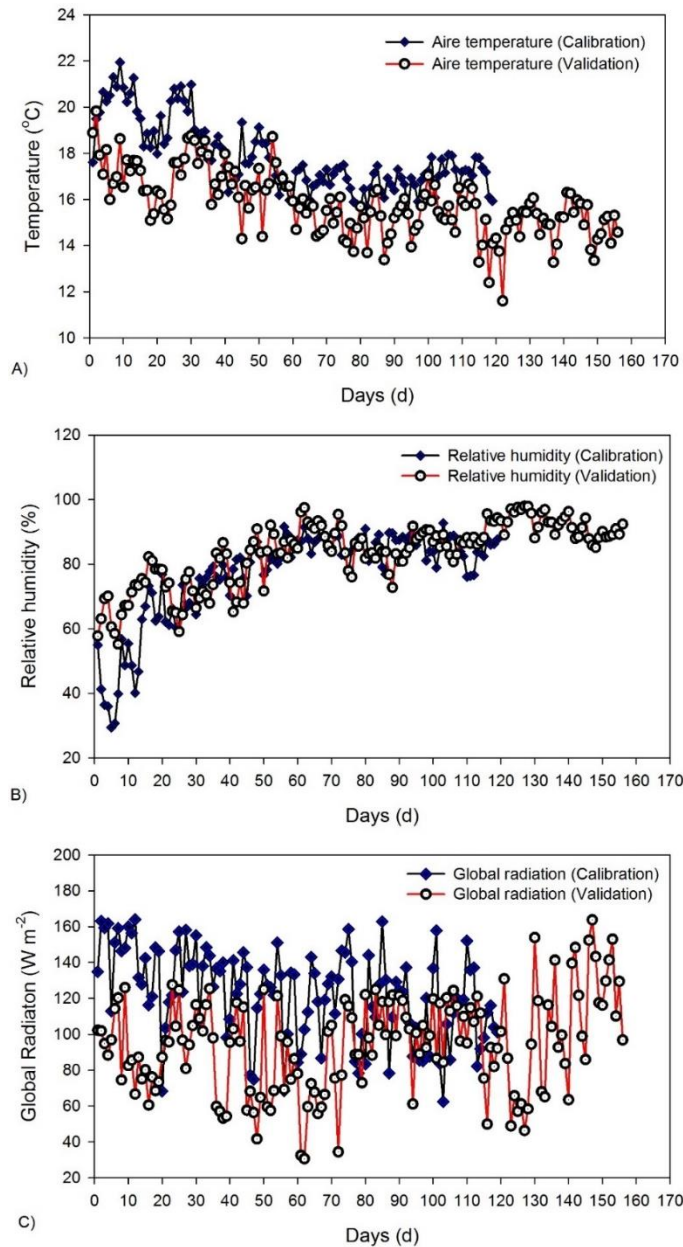 24
22
20
18
16
14
12
10
Temperature (°C)
Aire temperature (Calibration)
Aire temperature (Validation)
0 10 20 30 40 50 60 70 80 90 100 110 120 130 140 150 160 170
A)
Days (d)
120
100
80
60
40
20
Relative humidity (%)
Relative humidity (Calibration)
Relative humidity (Validation)
0 10 20 30 40 50 60 70 80 90 100 110 120 130 140 150 160 170
B)
Days (d)
200
180
160
140
120
100
80
60
40
20
Global Radiaton (W m⁻²)
Global radiation (Calibration)
Global radiation (Validation)
0 10 20 30 40 50 60 70 80 90 100 110 120 130 140 150 160 170
Days (d)
C)